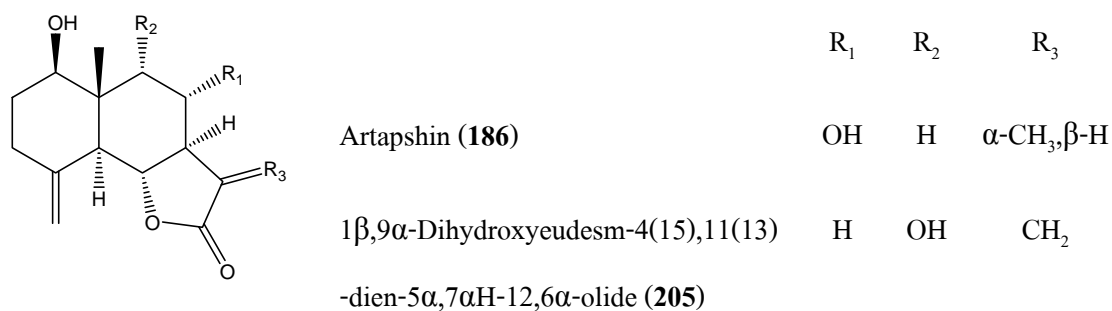 OH
R2
R1
H
R3
H
O
O
R1 R2 R3
Artapshin (186) OH H α-CH3,β-H
1β,9α-Dihydroxyeudesm-4(15),11(13) H OH CH2
-dien-5α,7αH-12,6α-olide (205)